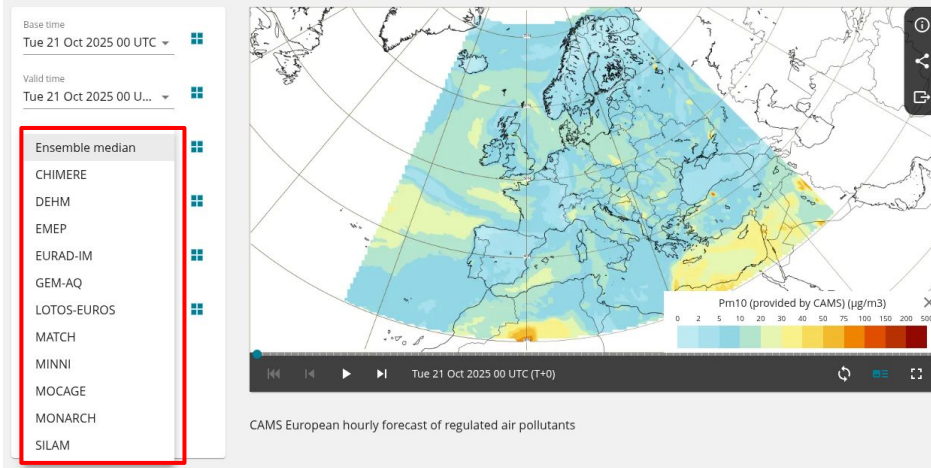 Base time
Tue 21 Oct 2025 00 UTC
Valid time
Tue 21 Oct 2025 00 U...
Ensemble median
CHIMERE
DEHM
EMEP
EURAD-IM
GEM-AQ
LOTOS-EUROS
MATCH
MINNI
MOCAGE
MONARCH
SILAM
Pm10 (provided by CAMS) (µg/m3)
0 2 5 10 20 30 40 50 75 100 150 200 500
Tue 21 Oct 2025 00 UTC (T+0)
CAMS European hourly forecast of regulated air pollutants